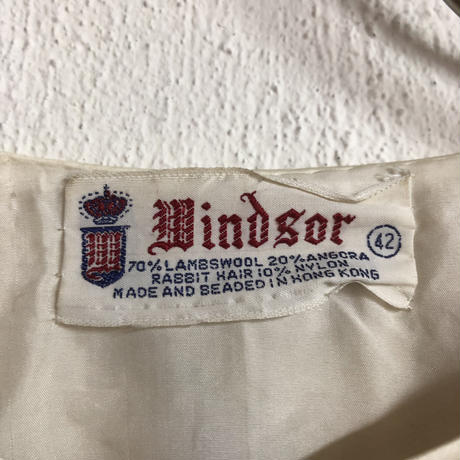 Windsor
W
42
70% LAMBSWOOL 20% ANGORA
RABBIT HAIR 10% NYLON
MADE AND BEADED IN HONG KONG